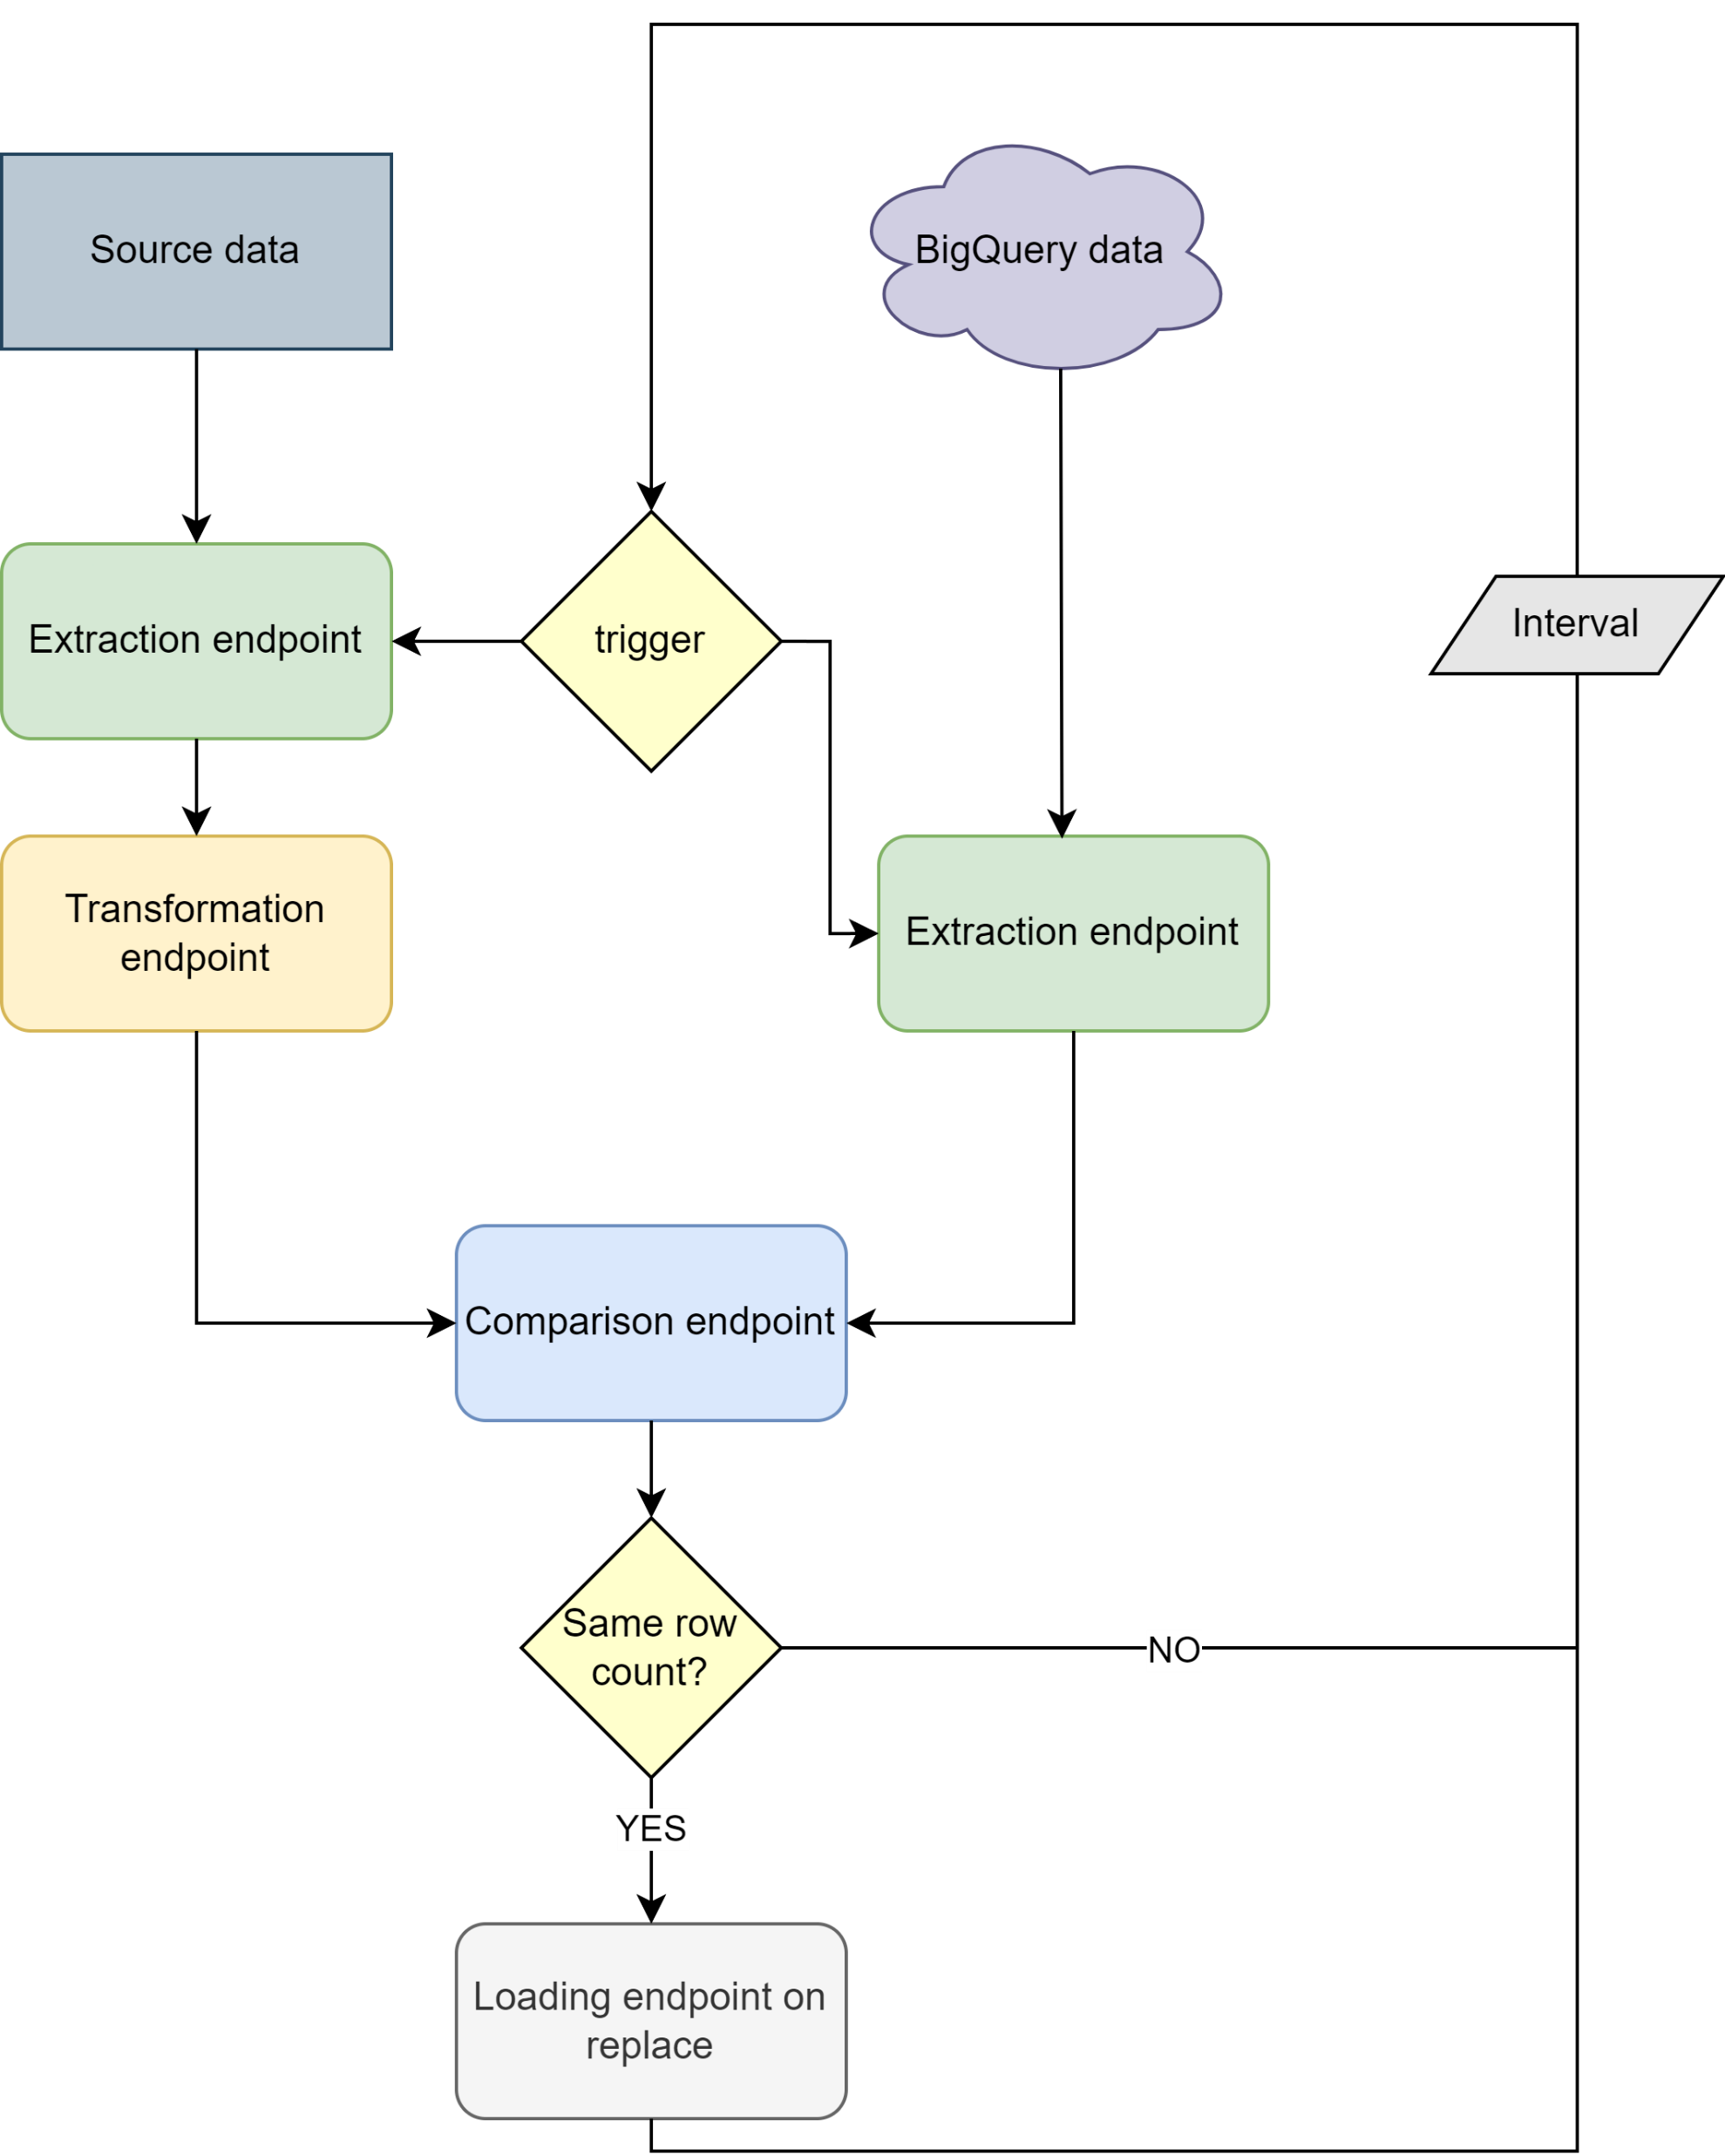 Source data
BigQuery data
Extraction endpoint
trigger
Interval
Transformation
endpoint
Extraction endpoint
Comparison endpoint
Same row
count?
NO
YES
Loading endpoint on
replace